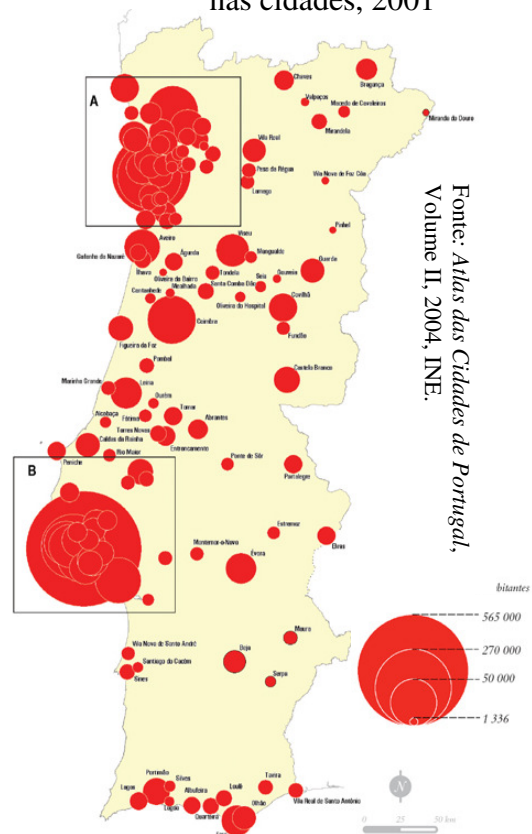 nas cidades, 2001
A
Chaves
Bragança
Valpaços
Macedo de Cavaleiros
Mirandela
Miranda do Douro
Vila Real
Peso da Régua
Lamego
Vila Nova de Foz Côa
Pinhel
Aveiro
Viseu
Mangualde
Gafanha da Nazaré
Águeda
Guarda
Ílhavo
Oliveira do Bairro
Tondela
Seia
Gouveia
Cantanhede
Mealhada
Santa Comba Dão
Oliveira do Hospital
Covilhã
Coimbra
Fundão
Figueira da Foz
Pombal
Castelo Branco
Marinha Grande
Leiria
Ourém
Alcobaça
Fátima
Tomar
Abrantes
Torres Novas
Caldas da Rainha
Entroncamento
Peniche
Rio Maior
Ponte de Sôr
Portalegre
B
Estremoz
Elvas
Montemor-o-Novo
Évora
Moura
Vila Nova de Santo André
Santiago do Cacém
Beja
Sines
Serpa
Portimão
Silves
Tavira
Lagos
Albufeira
Loulé
Lagoa
Quarteira
Olhão
Vila Real de Santo António
Fonte: Atlas das Cidades de Portugal,
Volume II, 2004, INE.
bitantes
565 000
270 000
50 000
1 336
N
0 25 50 km